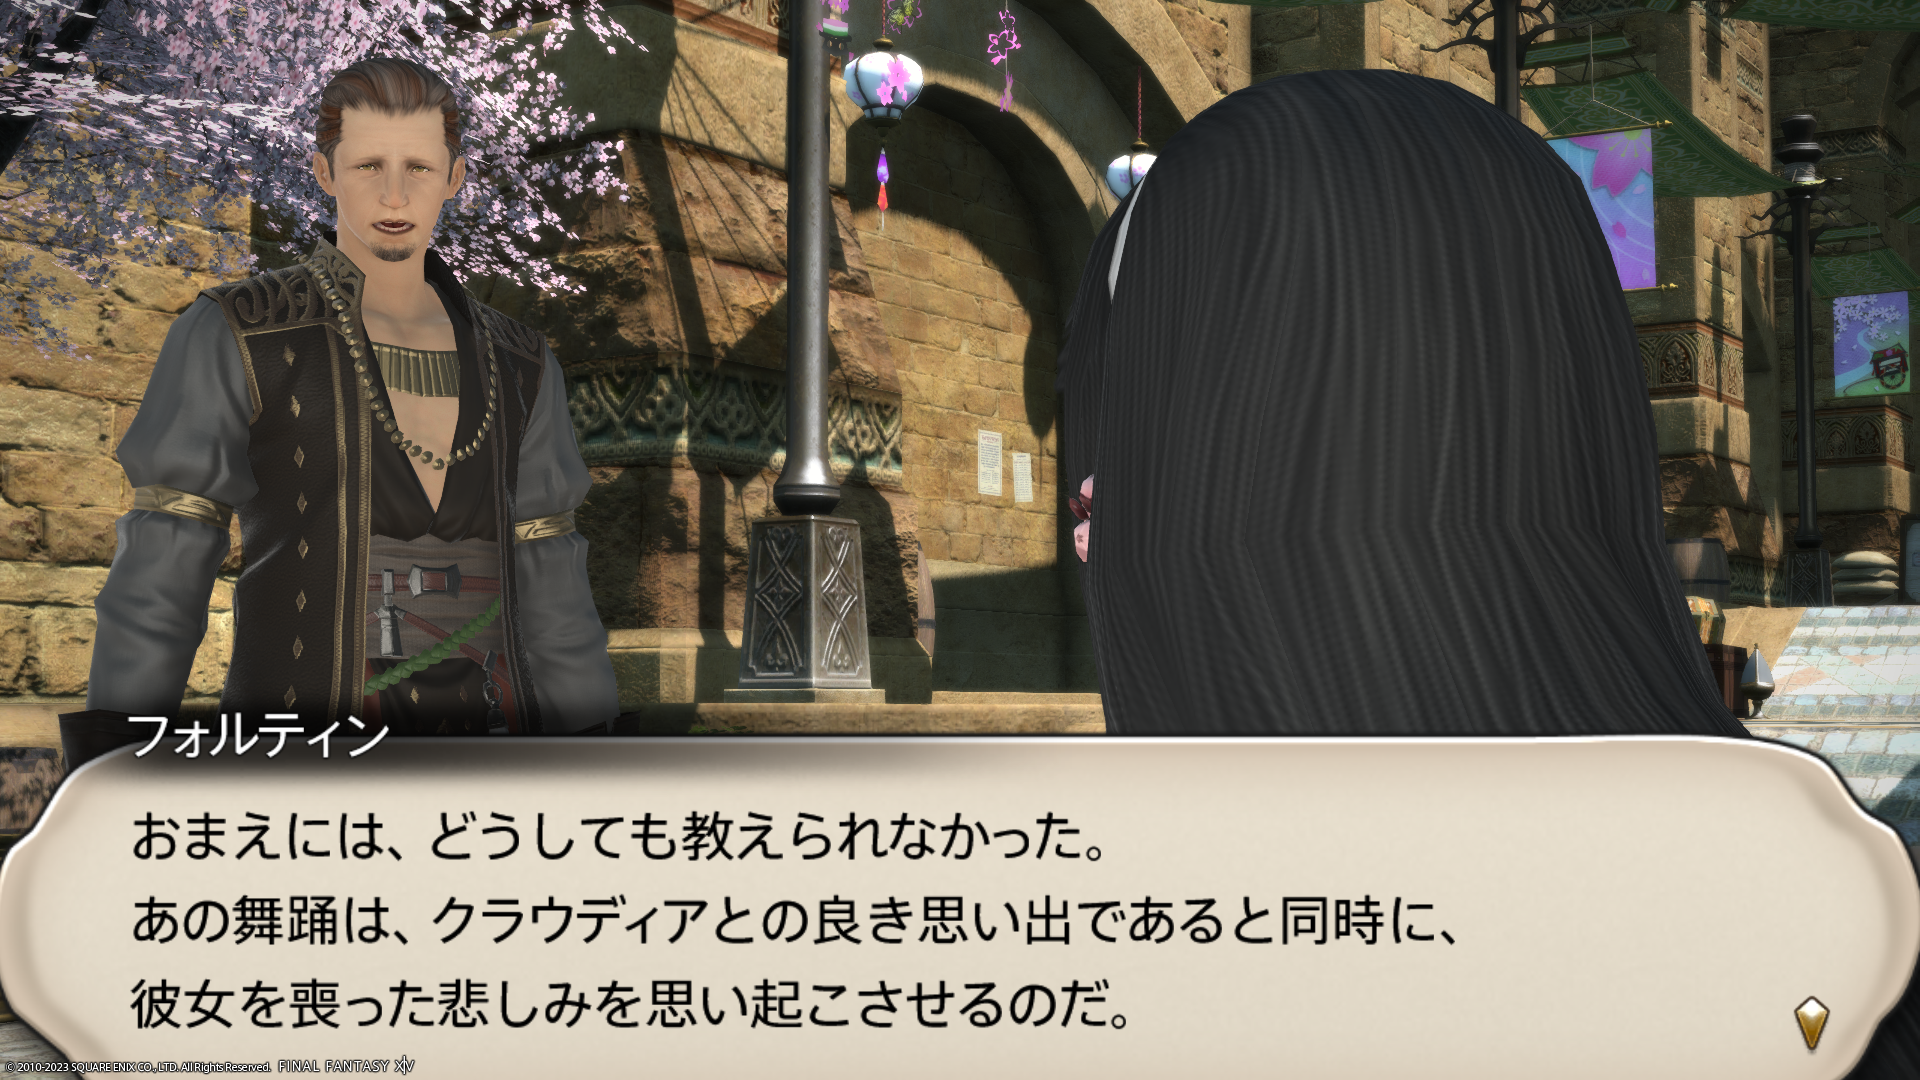 フォルティン
おまえには、どうしても教えられなかった。
あの舞踊は、クラウディアとの良き思い出であると同時に、
彼女を喪った悲しみを思い起こさせるのだ。
© 2010-2023 SQUARE ENIX CO., LTD. All Rights Reserved. FINAL FANTASY XIV